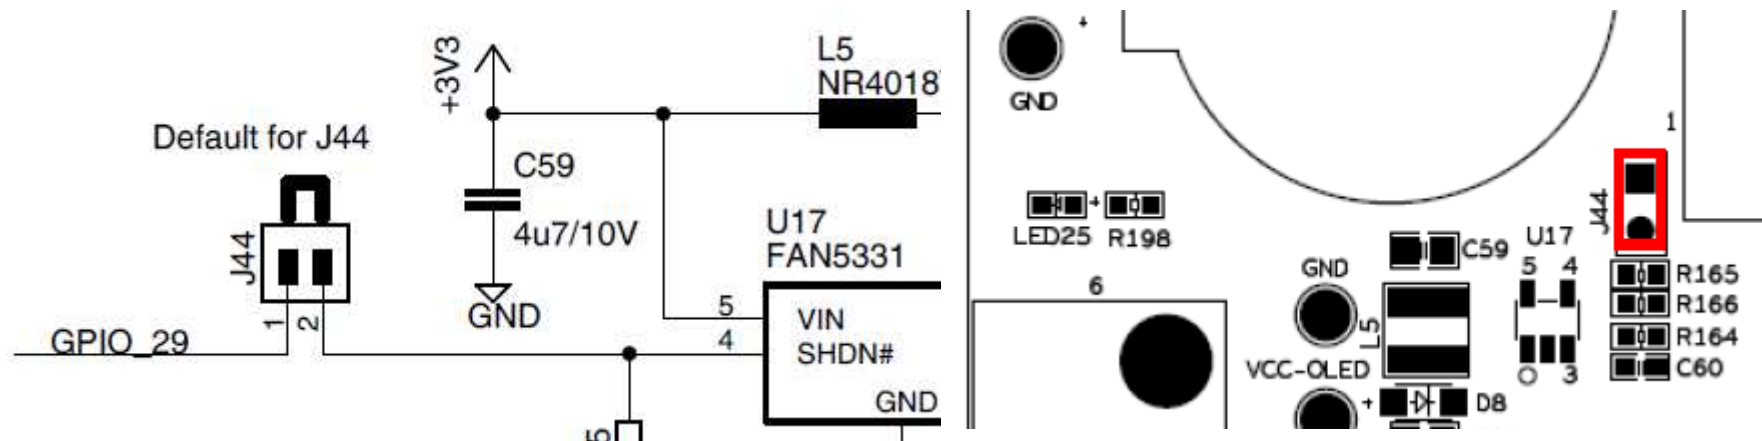 +3V3
L5
NR4018
Default for J44
C59
4u7/10V
J44
U17
FAN5331
GND
1
2
5
VIN
GPIO_29
4
SHDN#
GND
GND
1
J44
LED25
R198
C59
U17
5
4
GND
R165
6
R166
L5
R164
VCC-OLED
3
C60
D8